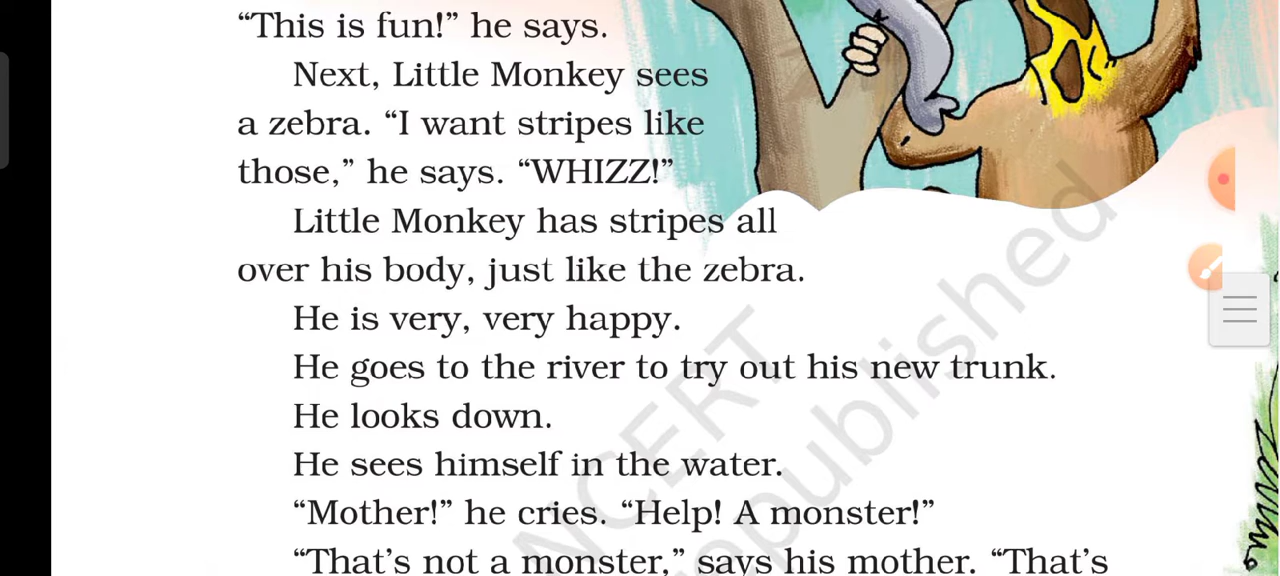 “This is fun!” he says.
Next, Little Monkey sees
a zebra. “I want stripes like
those,” he says. “WHIZZ!”
Little Monkey has stripes all
over his body, just like the zebra.
He is very, very happy.
He goes to the river to try out his new trunk.
He looks down.
He sees himself in the water.
“Mother!” he cries. “Help! A monster!”
“That’s not a monster,” says his mother. “That’s
NCERT
republished